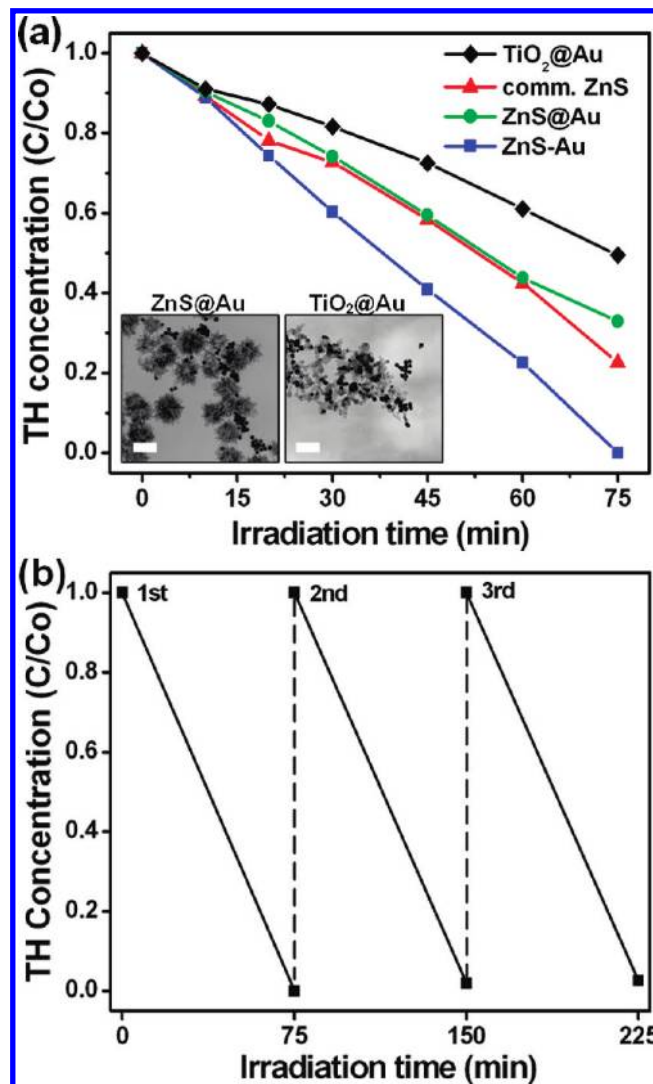 (a)
TiO₂@Au
comm. ZnS
ZnS@Au
ZnS-Au
TH concentration (C/Co)
1.0
0.8
0.6
0.4
0.2
0.0
ZnS@Au TiO₂@Au
0 15 30 45 60 75
Irradiation time (min)
(b)
TH Concentration (C/Co)
1.0
0.8
0.6
0.4
0.2
0.0
1st 2nd 3rd
0 75 150 225
Irradiation time (min)